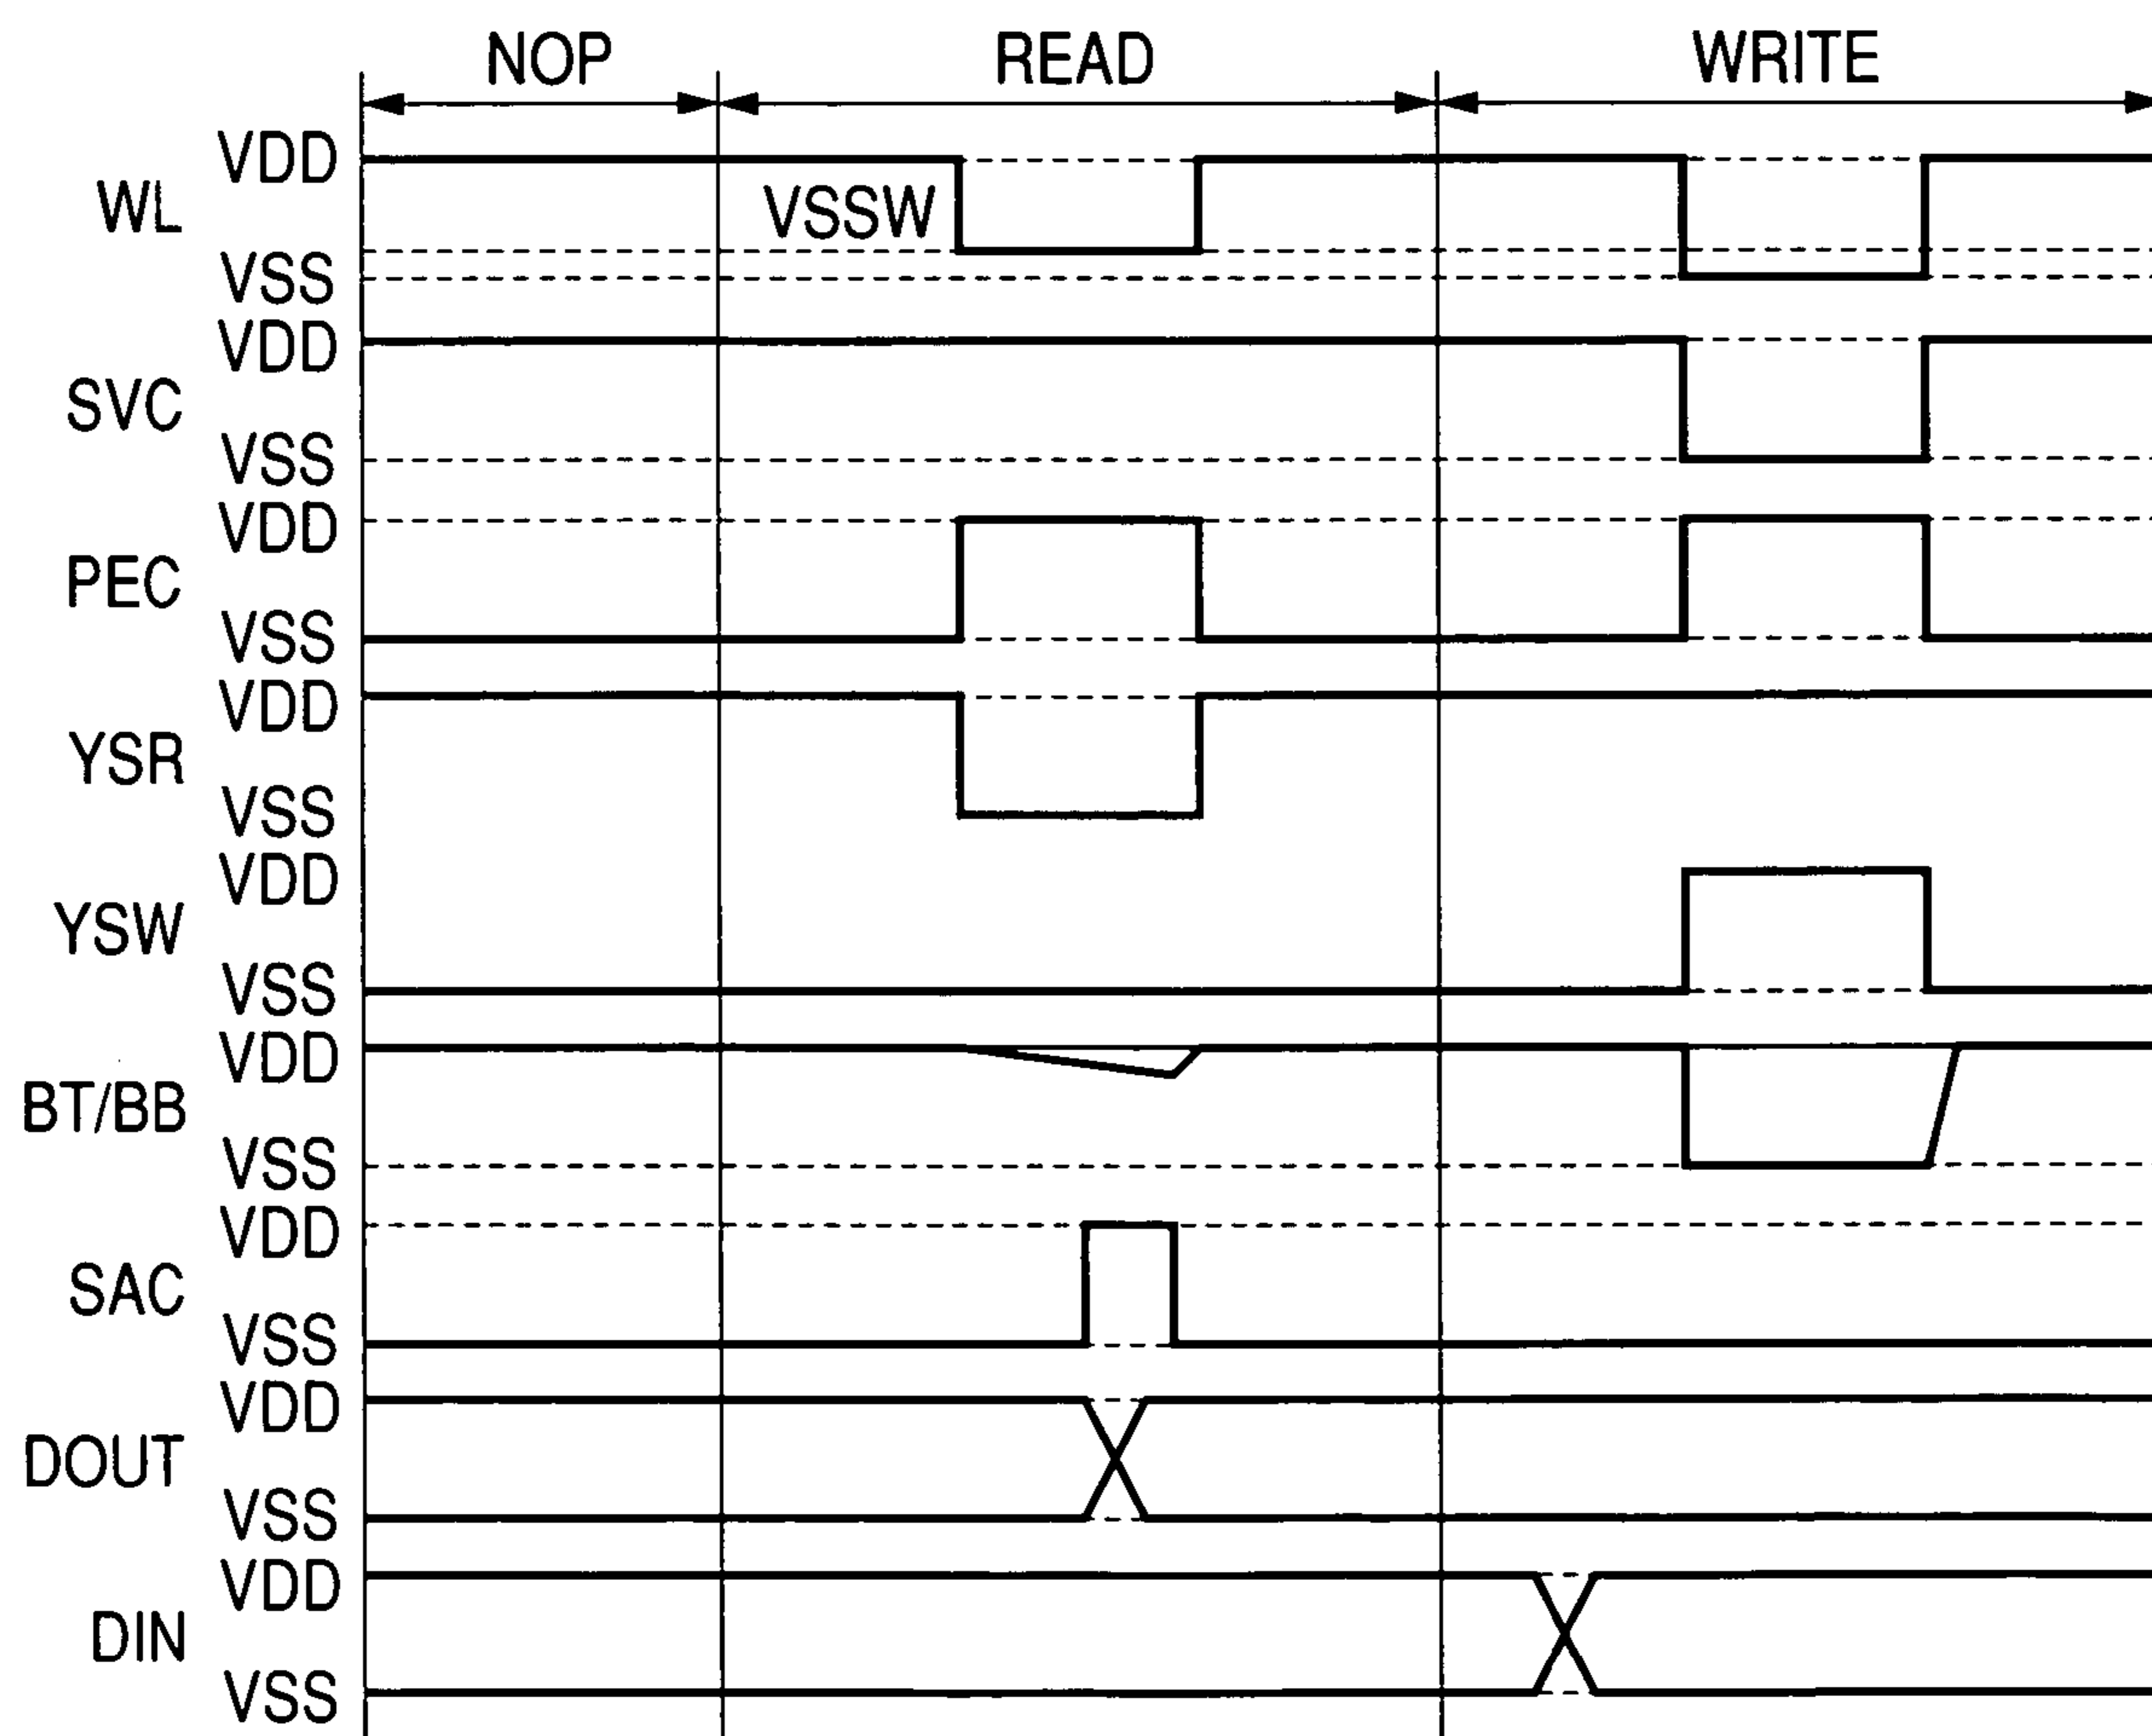 NOP READ WRITE
VDD
WL VSSW
VSS
VDD
SVC
VSS
VDD
PEC
VSS
VDD
YSR
VSS
VDD
YSW
VSS
VDD
BT/BB
VSS
VDD
SAC
VSS
VDD
DOUT
VSS
VDD
DIN
VSS